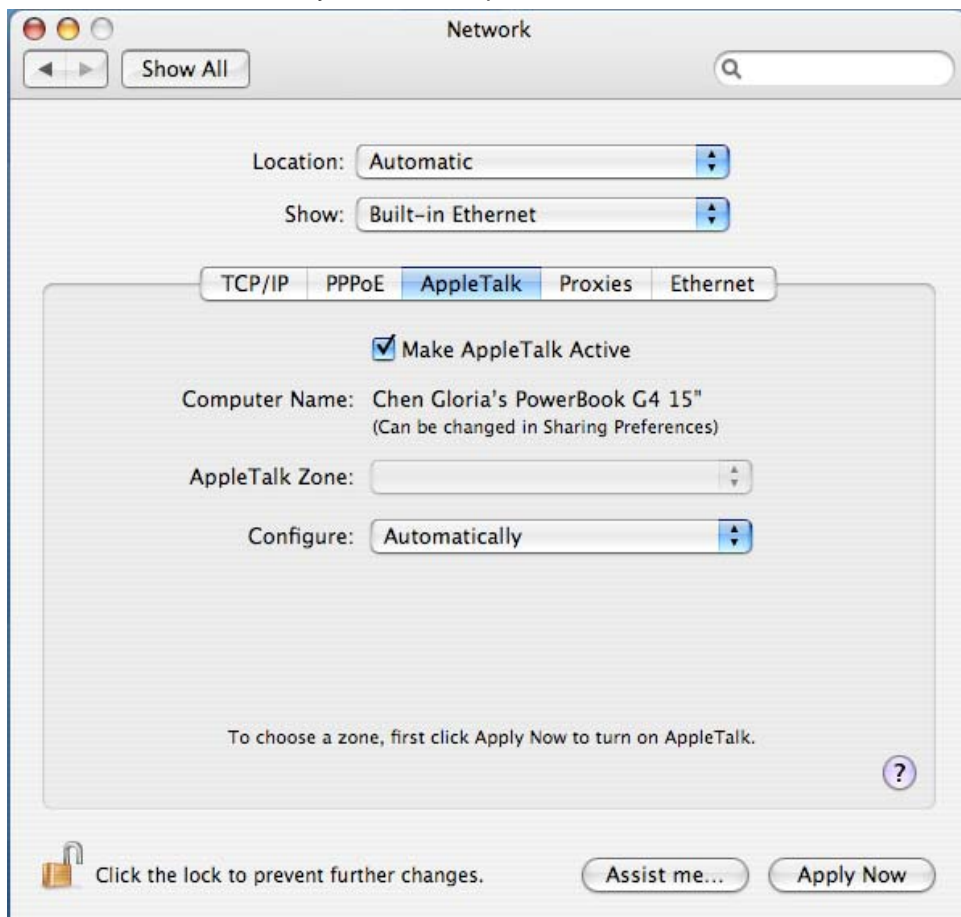 Network
Show All
Location: Automatic
Show: Built-in Ethernet
TCP/IP PPPoE AppleTalk Proxies Ethernet
Make AppleTalk Active
Computer Name: Chen Gloria's PowerBook G4 15"
(Can be changed in Sharing Preferences)
AppleTalk Zone:
Configure: Automatically
To choose a zone, first click Apply Now to turn on AppleTalk.
?
Click the lock to prevent further changes. Assist me... Apply Now